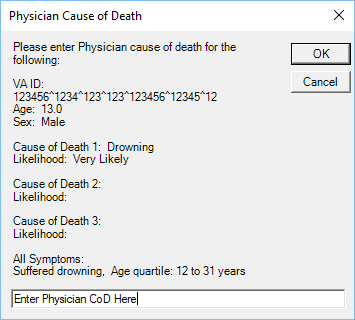 Physician Cause of Death
Please enter Physician cause of death for the
following:
OK
Cancel
VA ID:
123456^1234^123^123^123456^12345^12
Age:  13.0
Sex:  Male
Cause of Death 1:  Drowning
Likelihood:  Very Likely
Cause of Death 2:
Likelihood:
Cause of Death 3:
Likelihood:
All Symptoms:
Suffered drowning,  Age quartile: 12 to 31 years
Enter Physician CoD Here